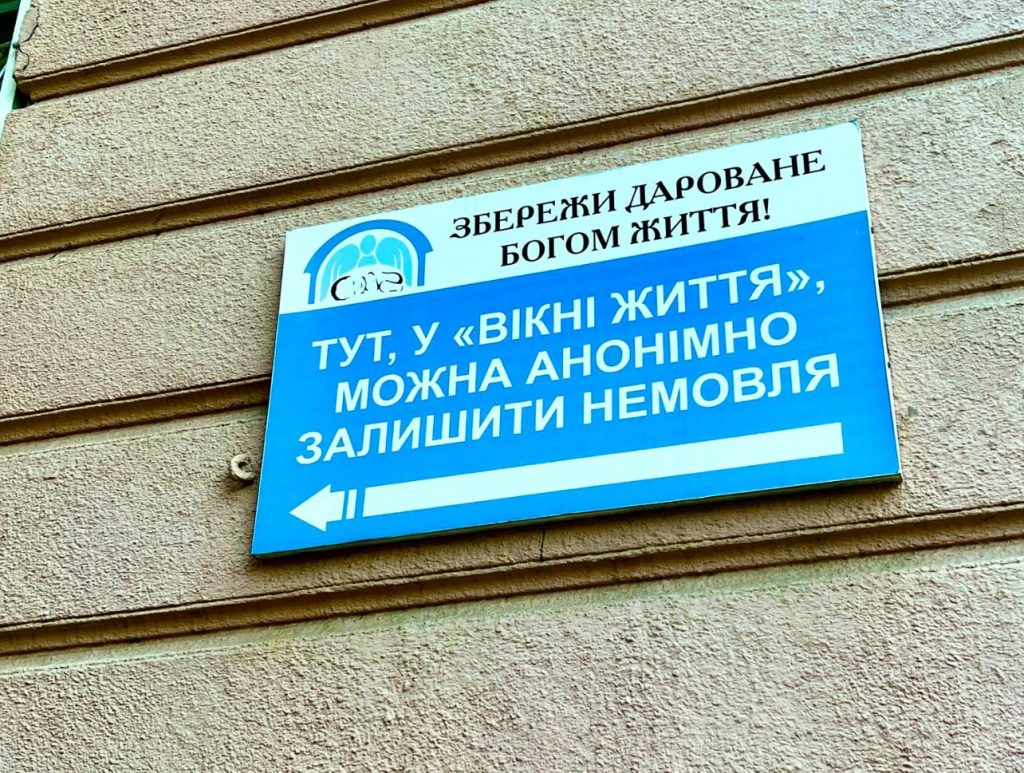 ЗБЕРЕЖИ ДАРОВАНЕ
БОГОМ ЖИТТЯ!
ТУТ, У «ВІКНІ ЖИТТЯ»,
МОЖНА АНОНІМНО
ЗАЛИШИТИ НЕМОВЛЯ